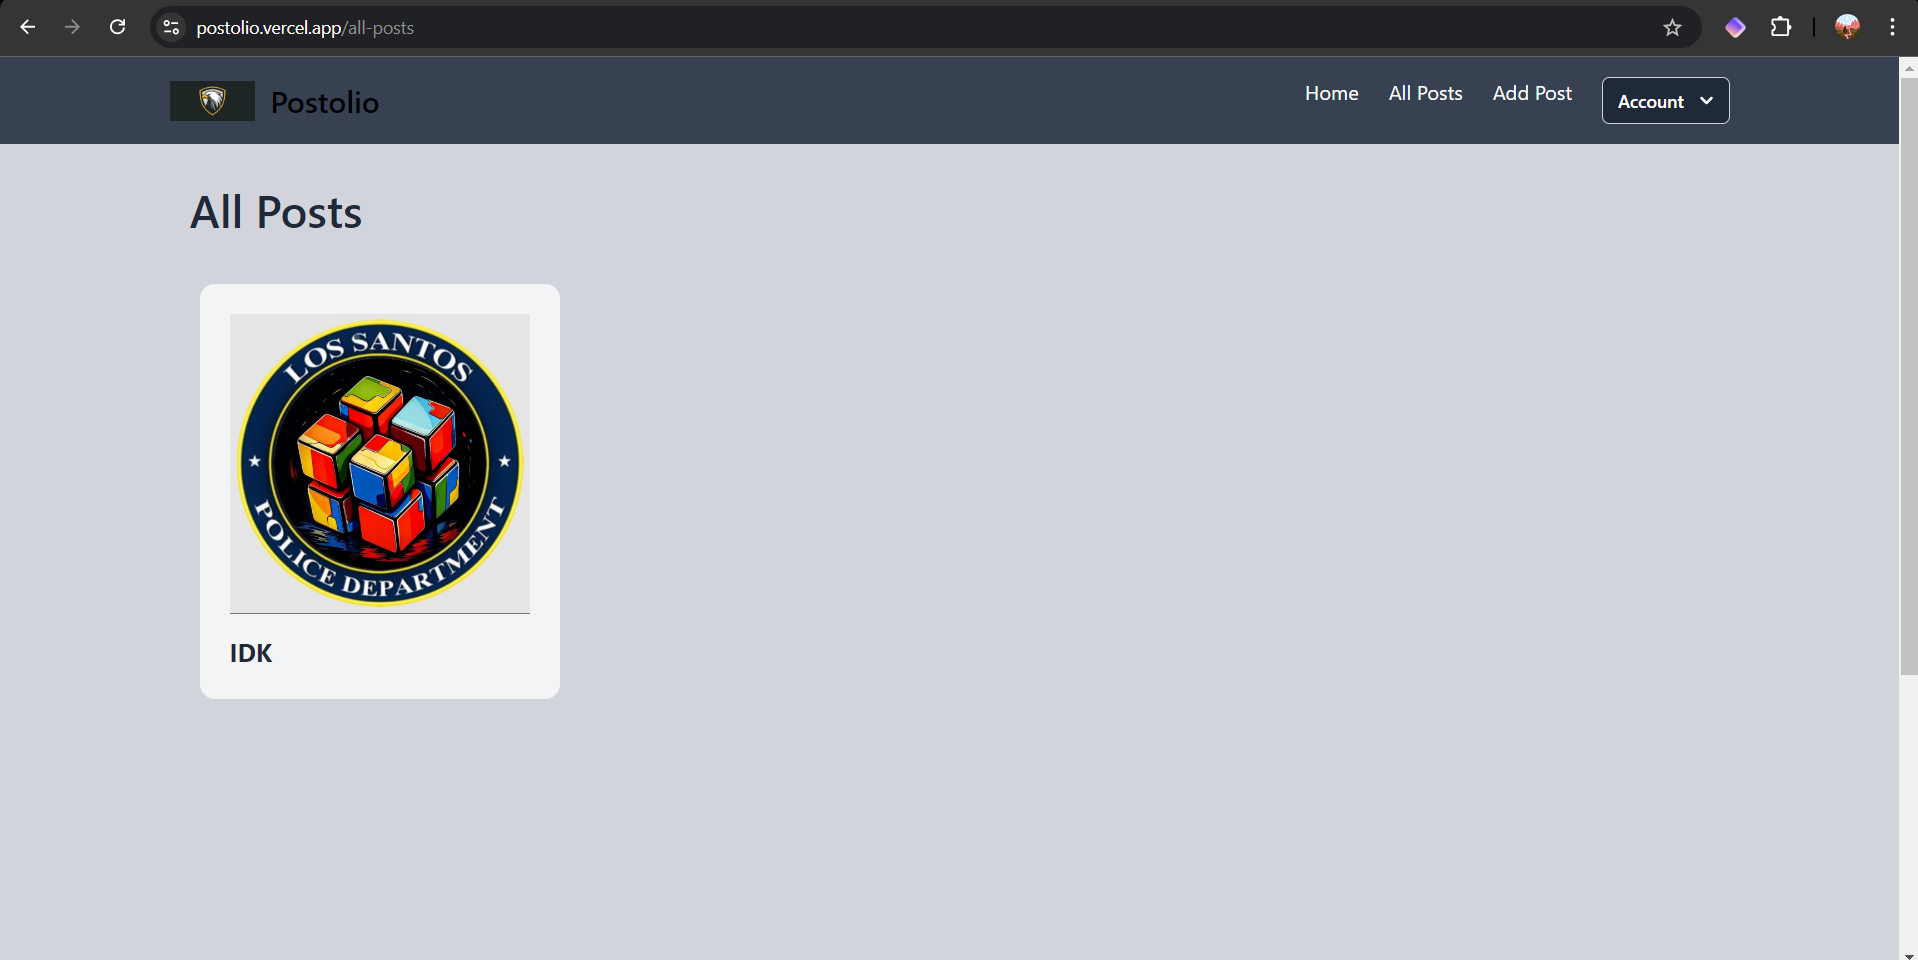 postolio.vercel.app/all-posts
Postolio
Home
All Posts
Add Post
Account
All Posts
LOS SANTOS
POLICE DEPARTMENT
IDK